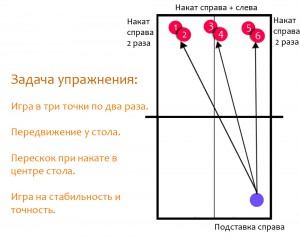 Накат справа + слева
Накат
справа
2 раза
Накат
справа
2 раза
1 2 3 4 5 6
Задача упражнения:
Игра в три точки по два раза.
Передвижение у стола.
Перескок при накате в
центре стола.
Игра на стабильность и
точность.
Подставка справа